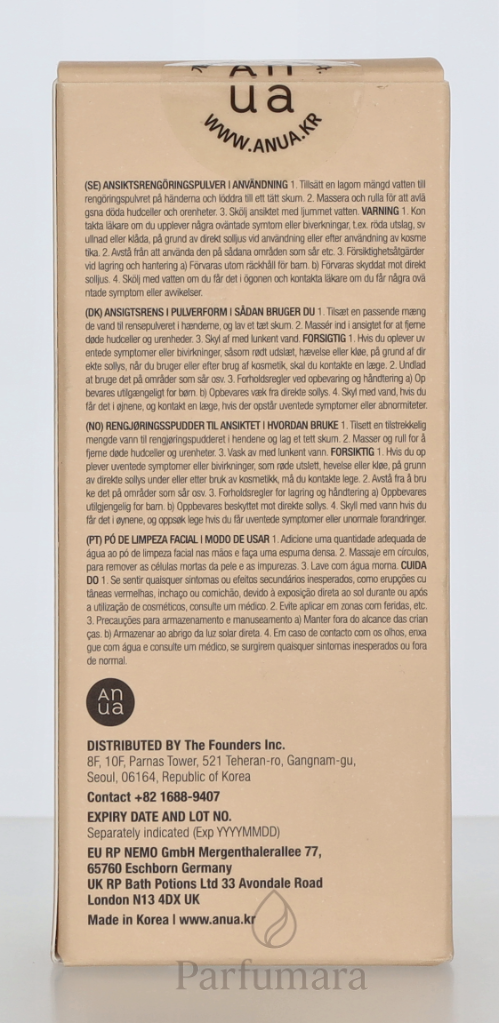 An
ua
WWW.ANUA.KR
(SE) ANSIKTSRENGÖRINGSPULVER I ANVÄNDNING 1. Tillsätt en lagom mängd vatten till
rengöringspulvret på händerna och löddra till ett tätt skum. 2. Massera och rulla för att avlä
gsna döda hudceller och orenheter. 3. Skölj ansiktet med ljummet vatten. VARNING 1. Kon
takta läkare om du upplever några oväntade symtom eller biverkningar, t.ex. röda utslag, sv
ullnad eller klåda, på grund av direkt solljus vid användning eller efter användning av kosme
tika. 2. Avstå från att använda den på sådana områden som sår etc. 3. Försiktighetsåtgärder
vid lagring och hantering a) Förvaras utom räckhåll för barn. b) Förvaras skyddat mot direkt
solljus. 4. Skölj med vatten om du får det i ögonen och kontakta läkare om du får några ovä
ntade symptom eller avvikelser.
(DK) ANSIGTSRENS I PULVERFORM I SÅDAN BRUGER DU 1. Tilsæt en passende mæng
de vand til rensepulveret i hænderne, og lav et tæt skum. 2. Massér ind i ansigtet for at fjerne
døde hudceller og urenheder. 3. Skyl af med lunkent vand. FORSIGTIG 1. Hvis du oplever uv
entede symptomer eller bivirkninger, såsom rødt udslæt, hævelse eller kløe, på grund af dir
ekte sollys, når du bruger eller efter brug af kosmetik, skal du kontakte en læge. 2. Undlad
at bruge det på områder som sår osv. 3. Forholdsregler ved opbevaring og håndtering a) Op
bevares utilgængeligt for børn. b) Opbevares væk fra direkte sollys. 4. Skyl med vand, hvis du
får det i øjnene, og kontakt en læge, hvis der opstår uventede symptomer eller abnormiteter.
(NO) RENGJØRINGSSPUDDER TIL ANSIKTET I HVORDAN BRUKE 1. Tilsett en tilstrekkelig
mengde vann til rengjøringspudderet i hendene og lag et tett skum. 2. Masser og rull for å
fjerne døde hudceller og urenheter. 3. Vask av med lunkent vann. FORSIKTIG 1. Hvis du op
plever uventede symptomer eller bivirkninger, som røde utslett, hevelse eller kløe, på grunn
av direkte sollys under eller etter bruk av kosmetikk, må du kontakte lege. 2. Avstå fra å bru
ke det på områder som sår osv. 3. Forholdsregler for lagring og håndtering a) Oppbevares
utilgjengelig for barn. b) Oppbevares beskyttet mot direkte sollys. 4. Skyll med vann hvis du
får det i øynene, og oppsøk lege hvis du får uventede symptomer eller unormale forandringer.
(PT) PÓ DE LIMPEZA FACIAL I MODO DE USAR 1. Adicione uma quantidade adequada de
água ao pó de limpeza facial nas mãos e faça uma espuma densa. 2. Massaje em círculos,
para remover as células mortas da pele e as impurezas. 3. Lave com água morna. CUIDA
DO 1. Se sentir quaisquer sintomas ou efeitos secundários inesperados, como erupções cu
tâneas vermelhas, inchaço ou comichão, devido à exposição direta ao sol durante ou após
a utilização de cosméticos, consulte um médico. 2. Evite aplicar em zonas com feridas, etc.
3. Precauções para armazenamento e manuseamento a) Manter fora do alcance das crian
ças. b) Armazenar ao abrigo da luz solar direta. 4. Em caso de contacto com os olhos, enxa
gue com água e consulte um médico, se surgirem quaisquer sintomas inesperados ou fora
de normal.
An
ua
DISTRIBUTED BY The Founders Inc.
8F, 10F, Parnas Tower, 521 Teheran-ro, Gangnam-gu,
Seoul, 06164, Republic of Korea
Contact +82 1688-9407
EXPIRY DATE AND LOT NO.
Separately indicated (Exp YYYYMMDD)
EU RP NEMO GmbH Mergenthalerallee 77,
65760 Eschborn Germany
UK RP Bath Potions Ltd 33 Avondale Road
London N13 4DX UK
Made in Korea I www.anua.kr
Parfumara